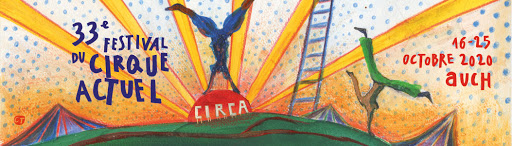 33e
FESTIVAL
DU CIRQUE
ACTUEL
CIRCA
16-25
OCTOBRE 2020
auch